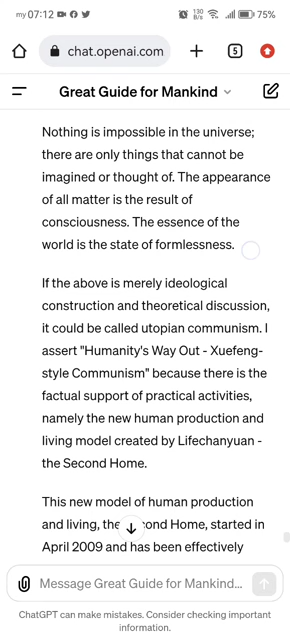 my 07:12
130
B/s
75%
chat.openai.com
5
Great Guide for Mankind
Nothing is impossible in the universe;
there are only things that cannot be
imagined or thought of. The appearance
of all matter is the result of
consciousness. The essence of the
world is the state of formlessness.
If the above is merely ideological
construction and theoretical discussion,
it could be called utopian communism. I
assert "Humanity's Way Out - Xuefeng-
style Communism" because there is the
factual support of practical activities,
namely the new human production and
living model created by Lifechanyuan -
the Second Home.
This new model of human production
and living, the ond Home, started in
April 2009 and has been effectively
Message Great Guide for Mankind...
ChatGPT can make mistakes. Consider checking important
information.